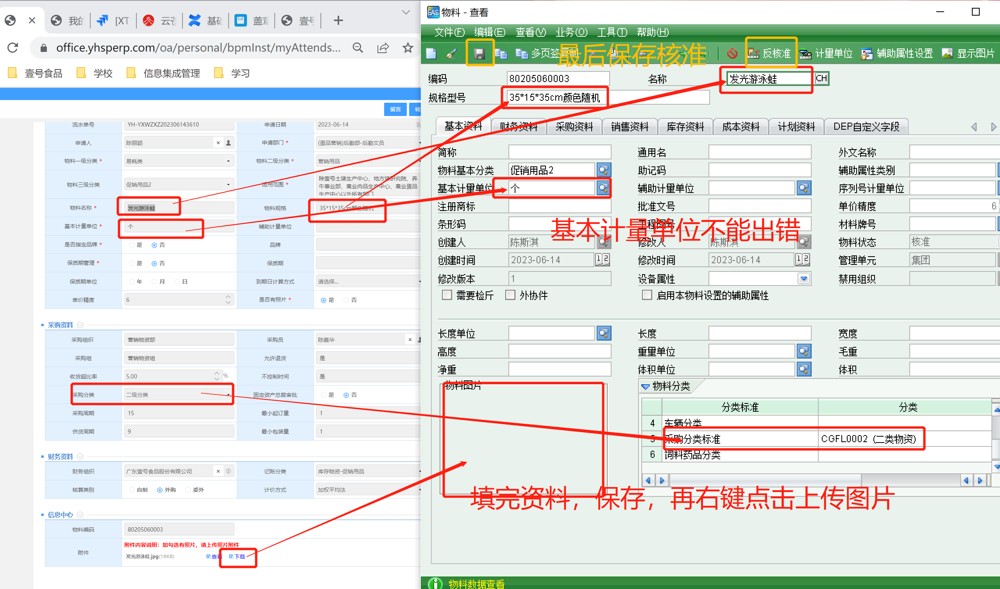 我的
[XT
云苍
基础
盖章
壹号
office.yhsperp.com/oa/personal/bpmInst/myAttends...
壹号食品 学校 信息集成管理 学习
留言
流水单号 YH-YXWZXZ202306143610 申请日期 2023-06-14
申请人 陈丽颖 申请部门 * (蛋品营销)后勤部-后勤文员
物料一级分类 * 易耗类 物料二级分类 * 营销用品
物料三级分类 促销用品2 适用范围 * 除壹号土猪生产中心、地方猪研究院、养
牛事业部、禽业肉品生产中心、禽业蛋品
生产中心以外所有部门
物料名称 * 发光游泳蛙 物料规格 35*15*35cm颜色随机
基本计量单位 * 个 辅助计量单位
是否指定品牌 * 是 否 品牌
保质期管理 * 是 否 保质期
保质期单位 年 月 日 到期日计算方式 请选择...
单价精度 6 是否有照片 * 是 否
采购资料
采购组织 营销物资部 采购员 陈嘉华
采购组 营销物资组 允许退货 是
收货超比率 5.00 % 不控制时间 是
采购分类 二级分类 固定资产总裁审批 是 否
采购周期 15 最小起订量 1
供货周期 9 最小包装量 1
财务资料
财务组织 广东壹号食品股份有限公司 记账分类 库存物资-促销用品
核算类别 自制 外购 委外 计价方式 加权平均法
信息中心
物料编码 80205060003
附件 附件内容说明：如勾选有照片，请上传照片附件
发光游泳蛙.jpg(19KB) 查看 下载
EAS 物料 - 查看
文件(F) 编辑(E) 查看(V) 业务(O) 工具(T) 帮助(H)
多页签 反核准 计量单位 辅助属性设置 显示图片
最后保存核准
编码 80205060003 名称 发光游泳蛙 CH
规格型号 35*15*35cm颜色随机
基本资料 财务资料 采购资料 销售资料 库存资料 成本资料 计划资料 DEP自定义字段
简称 通用名 外文名称
物料基本分类 促销用品2 助记码 辅助属性类别
基本计量单位 个 辅助计量单位 序列号计量单位
注册商标 批准文号 单价精度 6
条形码 工程图号 材料牌号
基本计量单位不能出错
创建人 陈斯淇 修改人 陈斯淇 物料状态 核准
创建时间 2023-06-14 12 修改时间 2023-06-14 12 管理单元 集团
修改版本 1 设备属性 禁用组织
需要检斤 外协件 启用本物料设置的辅助属性
长度单位 长度 宽度
高度 重量单位 毛重
净重 体积单位 体积
物料图片 物料分类
分类标准 分类
4 车辆分类
5 采购分类标准 CGFL0002 (二类物资)
6 饲料药品分类
填完资料，保存，再右键点击上传图片
物料数据查看